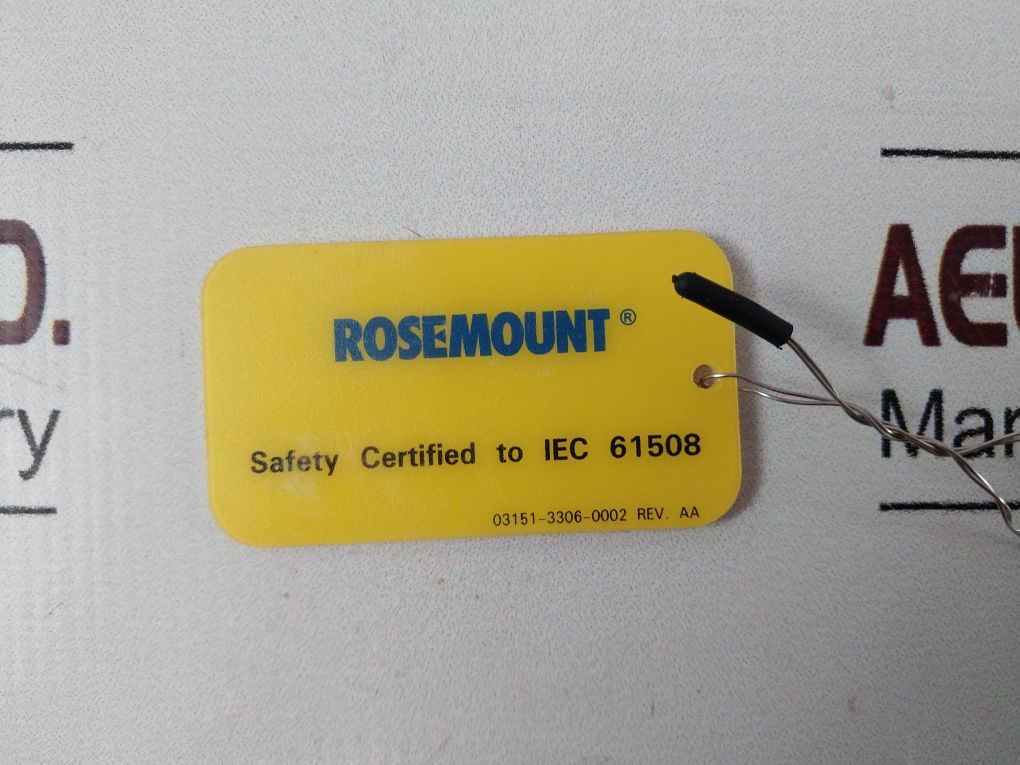 ROSEMOUNT®
Safety Certified to IEC 61508
03151-3306-0002 REV. AA